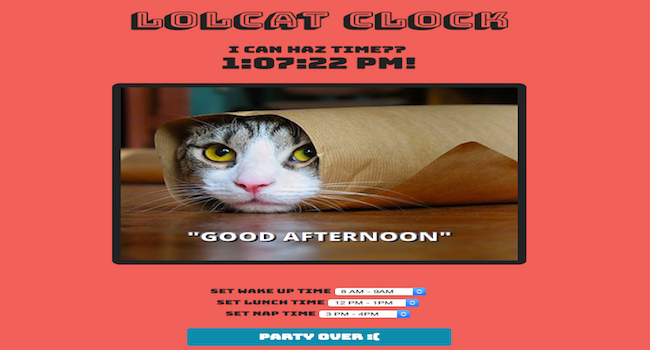 LOLCAT CLOCK
I CAN HAZ TIME??
1:07:22 PM!
"GOOD AFTERNOON"
SET WAKE UP TIME 8 AM - 9AM
SET LUNCH TIME 12 PM - 1PM
SET NAP TIME 3 PM - 4PM
PARTY OVER :(